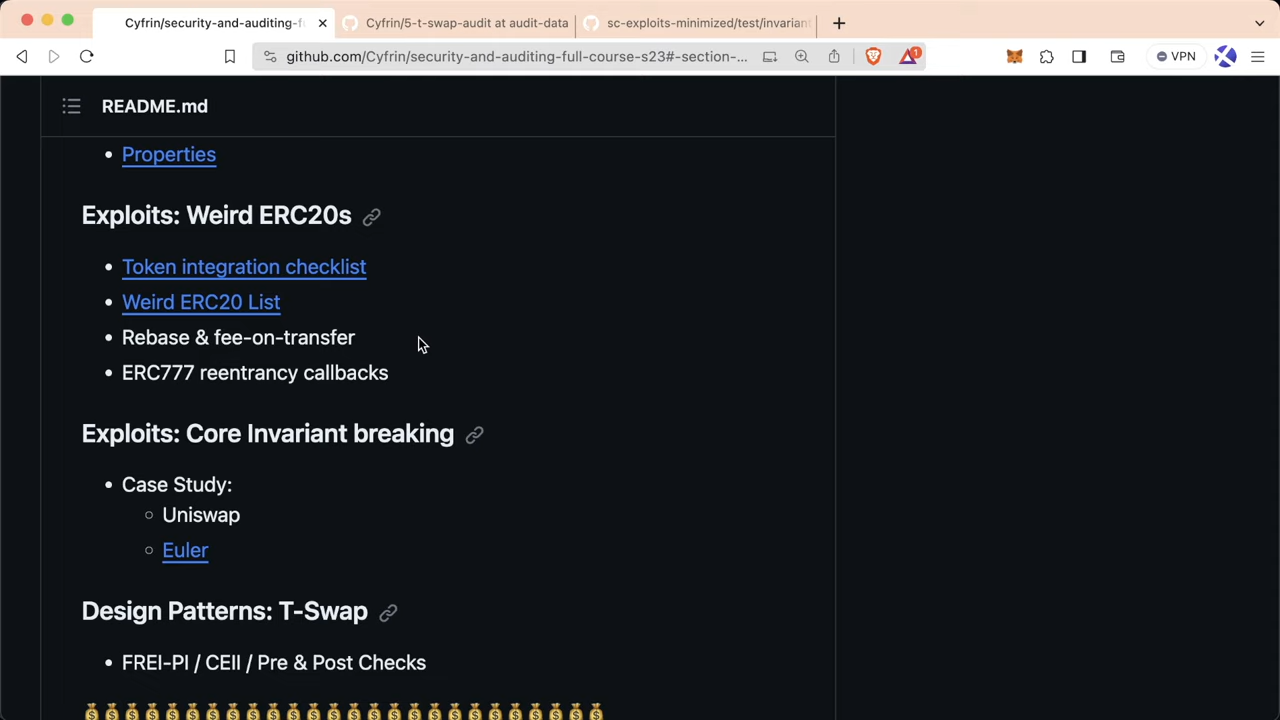 Cyfrin/security-and-auditing-f
Cyfrin/5-t-swap-audit at audit-data
sc-exploits-minimized/test/invarian
github.com/Cyfrin/security-and-auditing-full-course-s23#-section-...
1
VPN
README.md
• Properties
Exploits: Weird ERC20s
• Token integration checklist
• Weird ERC20 List
• Rebase & fee-on-transfer
• ERC777 reentrancy callbacks
Exploits: Core Invariant breaking
• Case Study:
○ Uniswap
○ Euler
Design Patterns: T-Swap
• FREI-PI / CEII / Pre & Post Checks